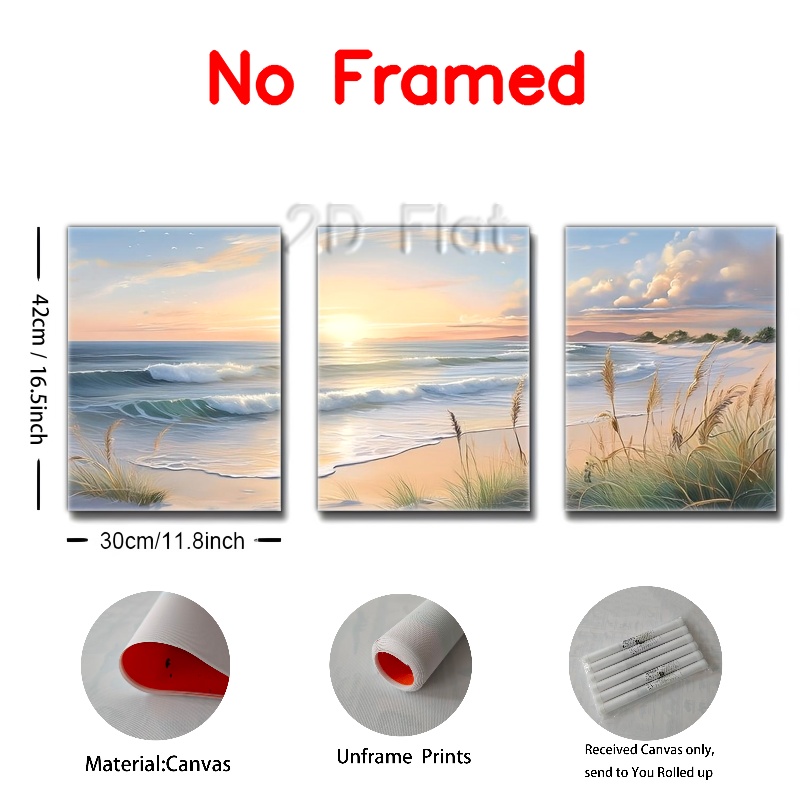 No Framed
2D Flat
42cm / 16.5inch
30cm/11.8inch
Material:Canvas
Unframe Prints
Received Canvas only,
send to You Rolled up